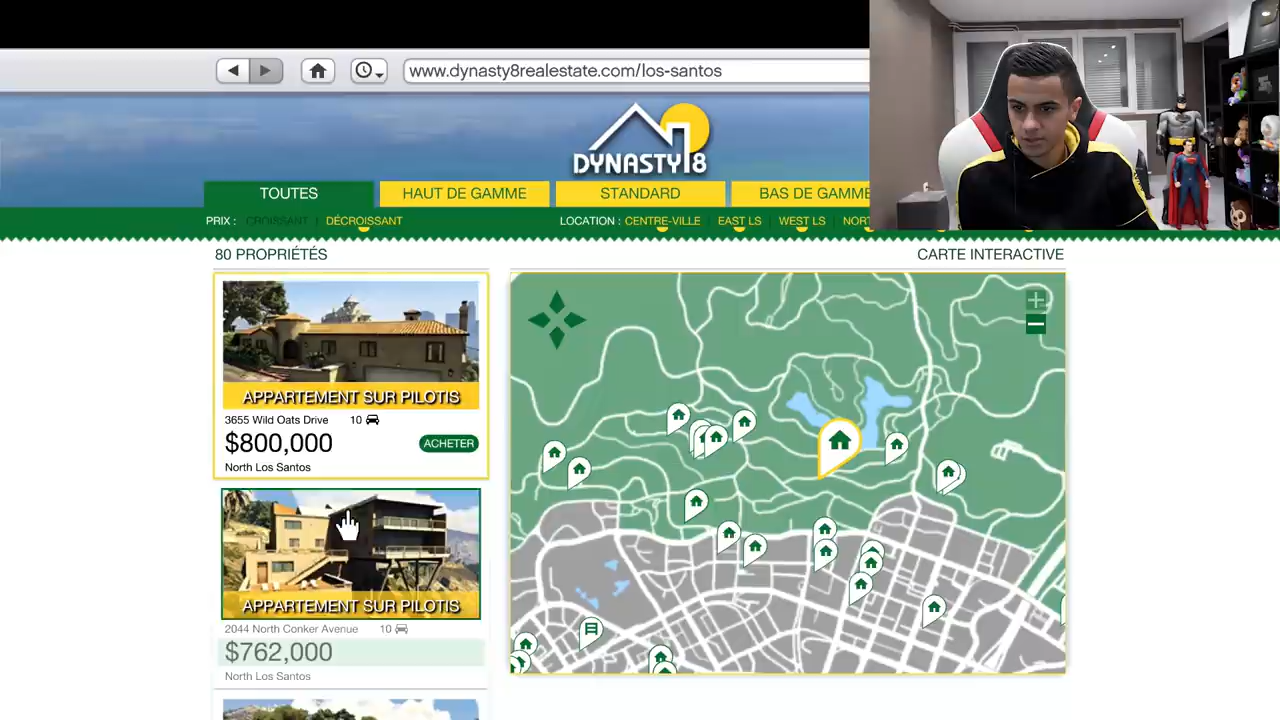 www.dynasty8realestate.com/los-santos
DYNASTY 8
TOUTES
HAUT DE GAMME
STANDARD
BAS DE GAMME
PRIX : CROISSANT | DÉCROISSANT
LOCATION : CENTRE-VILLE | EAST LS | WEST LS |
80 PROPRIÉTÉS
CARTE INTERACTIVE
APPARTEMENT SUR PILOTIS
3655 Wild Oats Drive 10
$800,000
ACHETER
North Los Santos
APPARTEMENT SUR PILOTIS
2044 North Conker Avenue 10
$762,000
North Los Santos